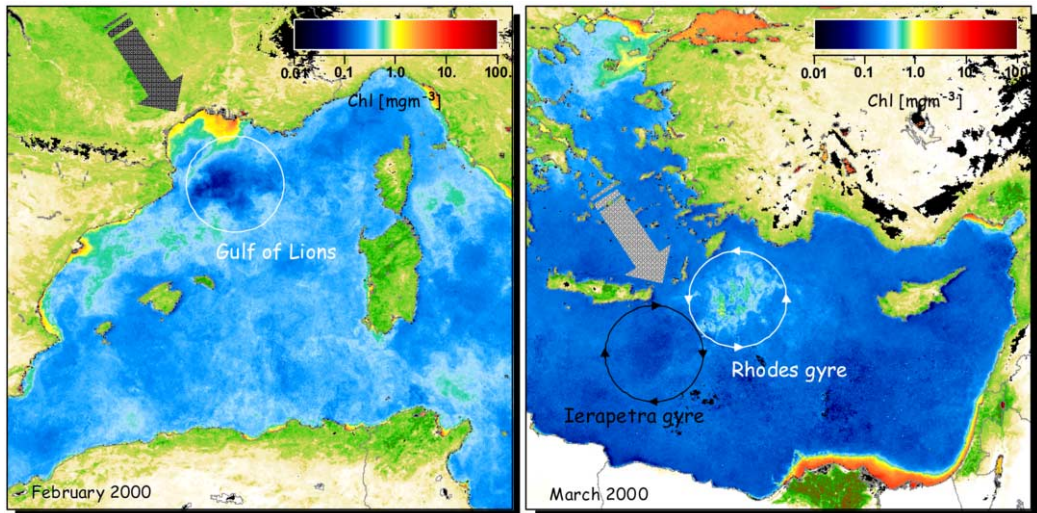 0.01 0.1 1.0 10. 100.
Chl [mgm-3]
Gulf of Lions
February 2000
0.01 0.1 1.0 10. 100.
Chl [mgm-3]
Rhodes gyre
Ierapetra gyre
March 2000